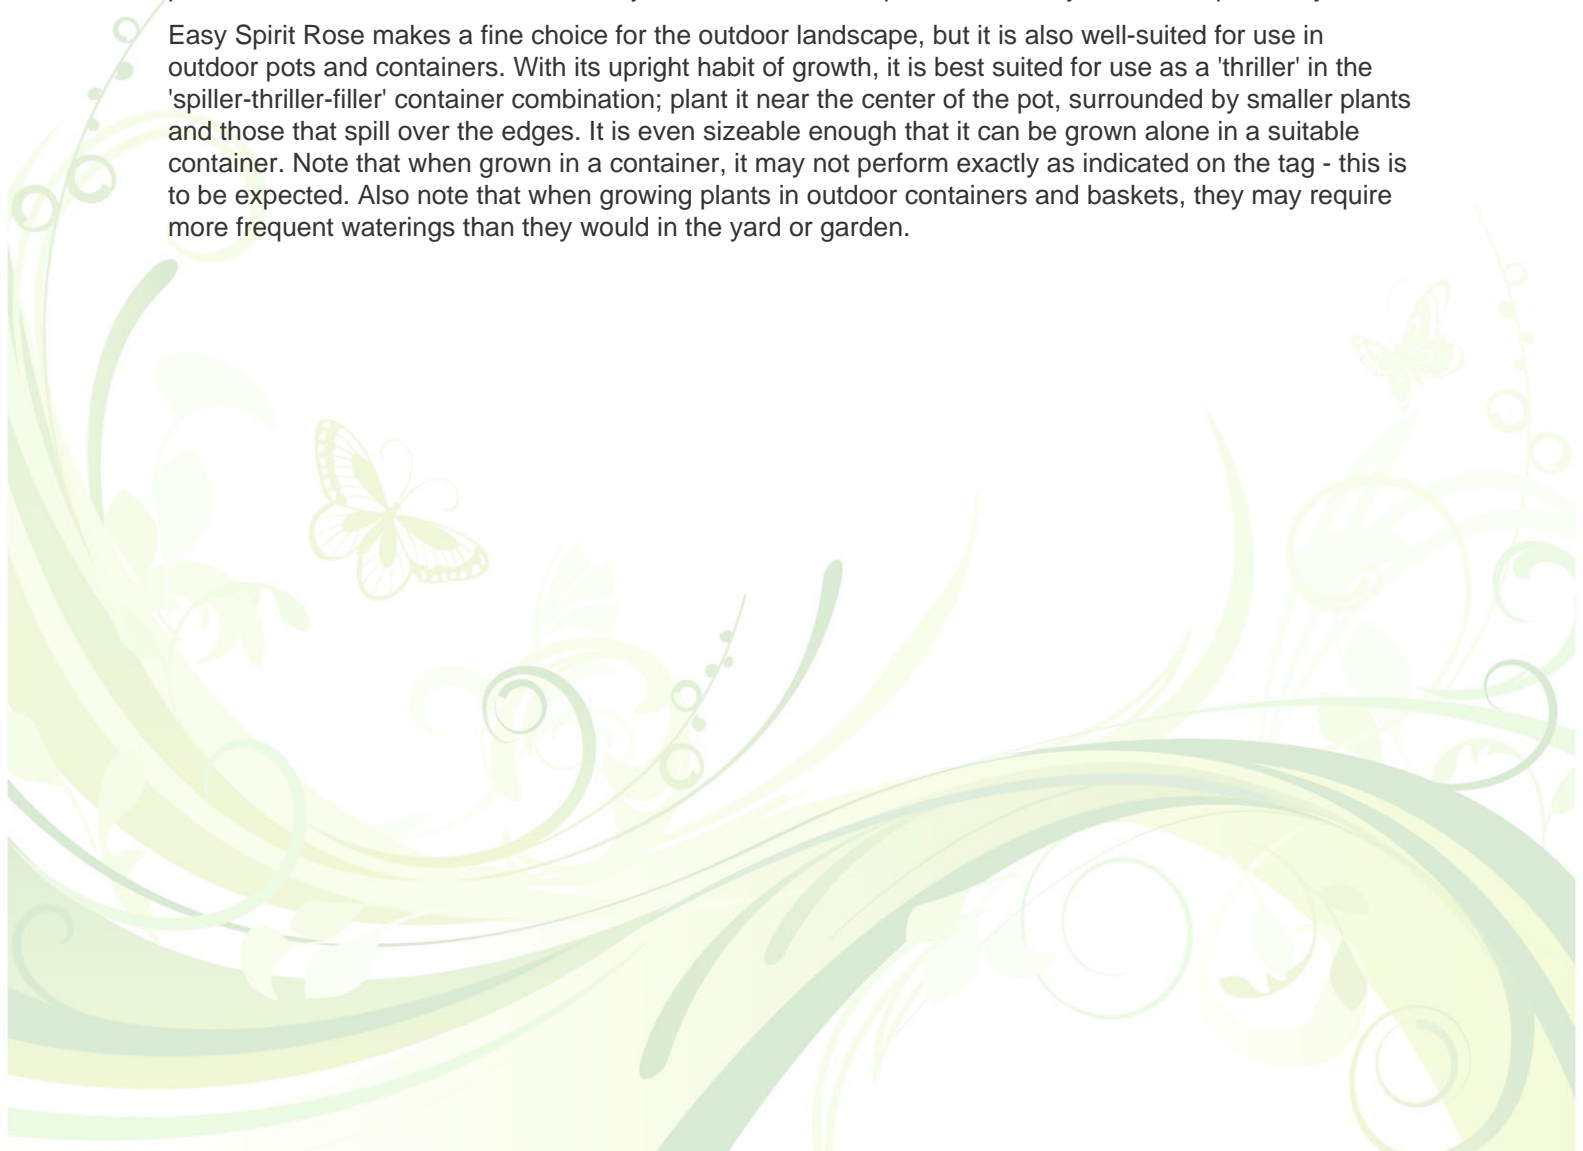 Easy Spirit Rose makes a fine choice for the outdoor landscape, but it is also well-suited for use in
outdoor pots and containers. With its upright habit of growth, it is best suited for use as a 'thriller' in the
'spiller-thriller-filler' container combination; plant it near the center of the pot, surrounded by smaller plants
and those that spill over the edges. It is even sizeable enough that it can be grown alone in a suitable
container. Note that when grown in a container, it may not perform exactly as indicated on the tag - this is
to be expected. Also note that when growing plants in outdoor containers and baskets, they may require
more frequent waterings than they would in the yard or garden.